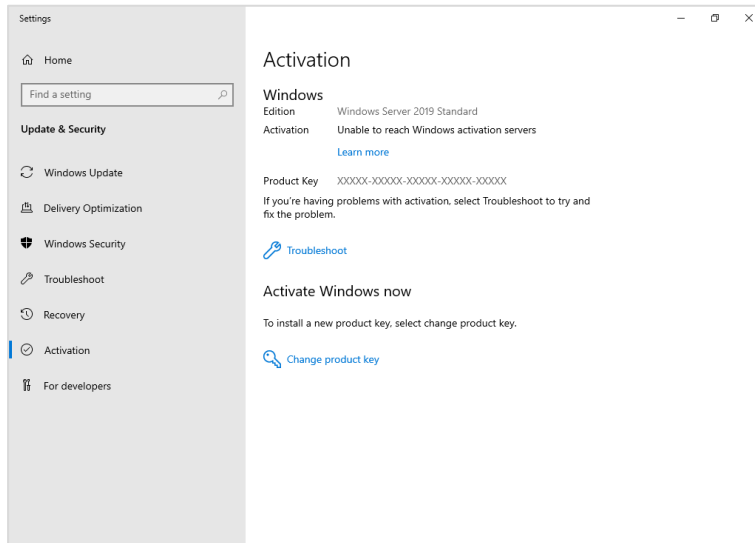 Settings
Home
Find a setting
Update & Security
Windows Update
Delivery Optimization
Windows Security
Troubleshoot
Recovery
Activation
For developers
Activation
Windows
Edition Windows Server 2019 Standard
Activation Unable to reach Windows activation servers
Learn more
Product Key XXXXX-XXXXX-XXXXX-XXXXX-XXXXX
If you're having problems with activation, select Troubleshoot to try and
fix the problem.
Troubleshoot
Activate Windows now
To install a new product key, select change product key.
Change product key